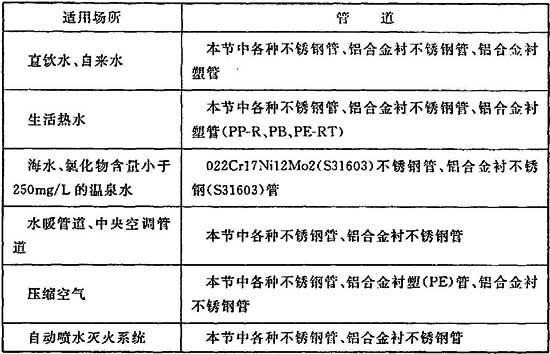 适用场所 管道
直饮水、自来水
本节中各种不锈钢管、铝合金衬不锈钢管、铝合金衬
塑管
生活热水
本节中各种不锈钢管、铝合金衬不锈钢管、铝合金衬
塑管(PP-R、PB、PE-RT)
海水、氯化物含量小于
250mg/L的温泉水
022Cr17Ni12Mo2(S31603)不锈钢管、铝合金衬不锈
钢(S31603)管
水暖管道、中央空调管
道
本节中各种不锈钢管、铝合金衬不锈钢管
压缩空气
本节中各种不锈钢管、铝合金衬塑(PE)管、铝合金衬
不锈钢管
自动喷水灭火系统
本节中各种不锈钢管、铝合金衬不锈钢管